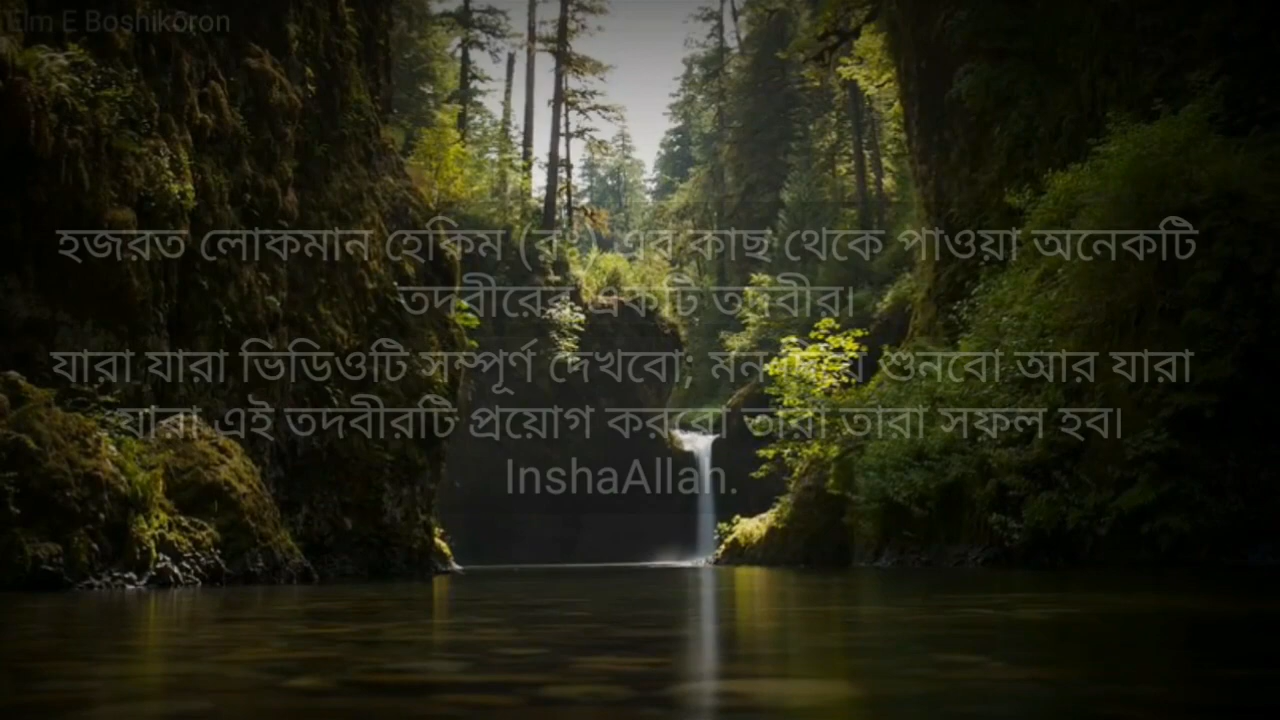 Ilm E Boshikōron
হজরত লোকমান হেকিম (রঃ) এর কাছ থেকে পাওয়া অনেকটি
তদবীরের একটি তদবীর।
যারা যারা ভিডিওটি সম্পূর্ণ দেখবো, মন শুনবো আর যারা
যারা এই তদবীরটি প্রয়োগ করবো তারা তারা সফল হবা।
InshaAllah.